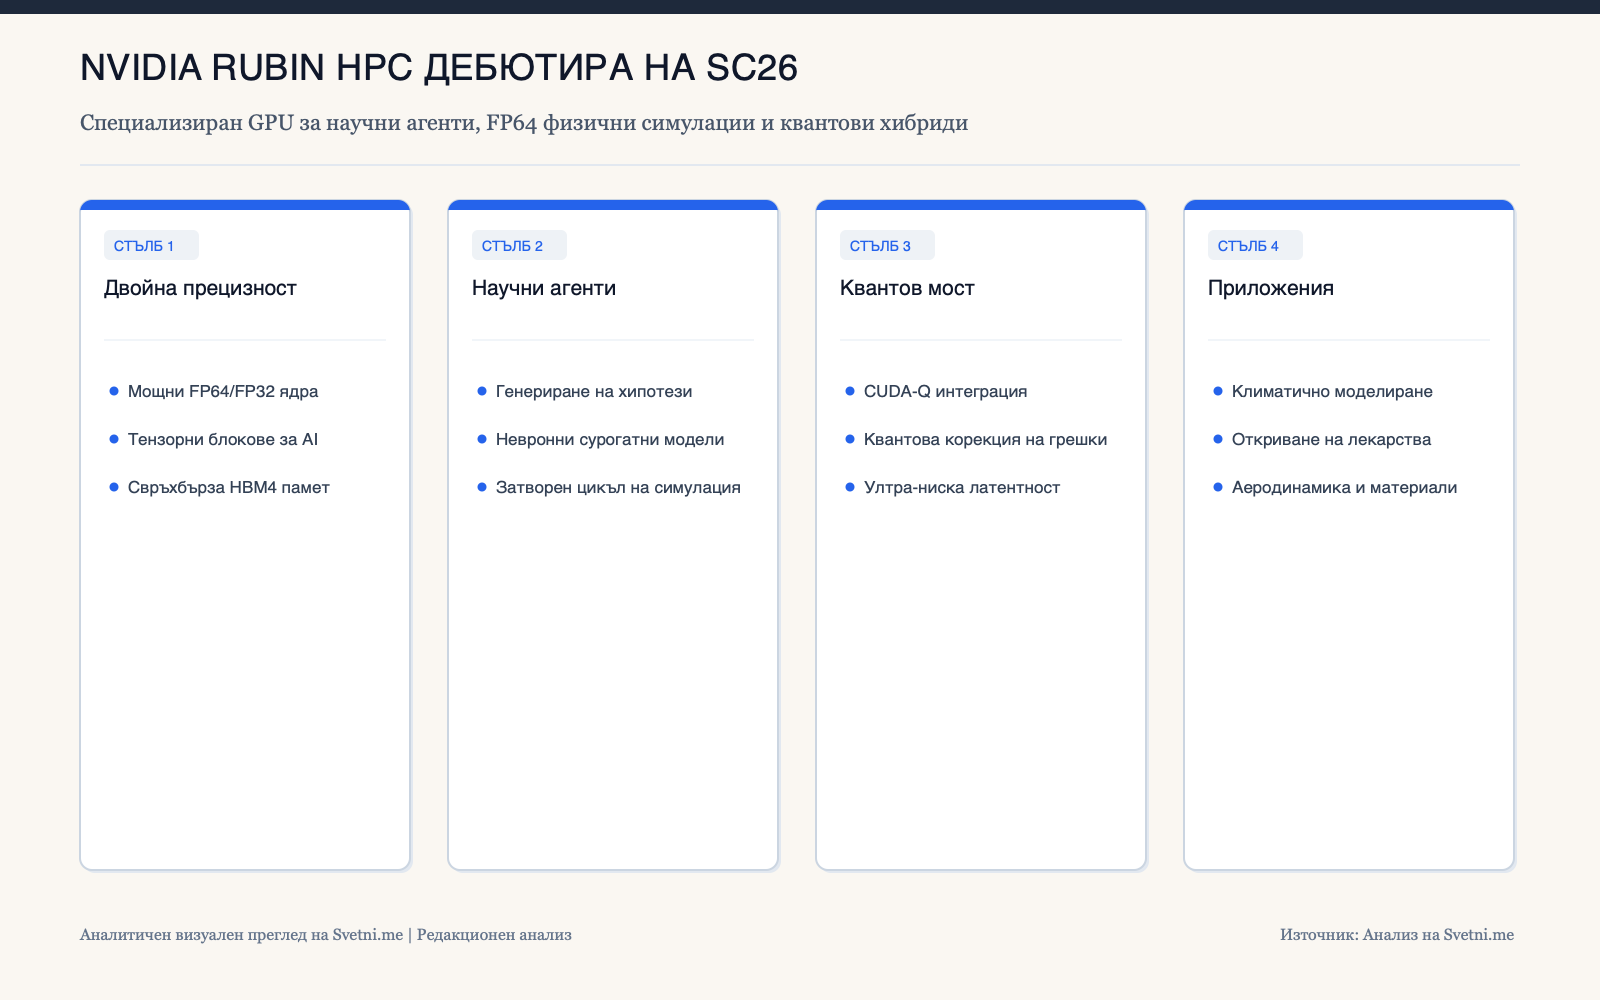 NVIDIA RUBIN HPC ДЕБЮТИРА НА SC26
Специализиран GPU за научни агенти, FP64 физични симулации и квантови хибриди
СТЪЛБ 1
Двойна прецизност
Мощни FP64/FP32 ядра
Тензорни блокове за AI
Свръхбърза HBM4 памет
СТЪЛБ 2
Научни агенти
Генериране на хипотези
Невронни сурогатни модели
Затворен цикъл на симулация
СТЪЛБ 3
Квантов мост
CUDA-Q интеграция
Квантова корекция на грешки
Ултра-ниска латентност
СТЪЛБ 4
Приложения
Климатично моделиране
Откриване на лекарства
Аеродинамика и материали
Аналитичен визуален преглед на Svetni.me | Редакционен анализ
Източник: Анализ на Svetni.me